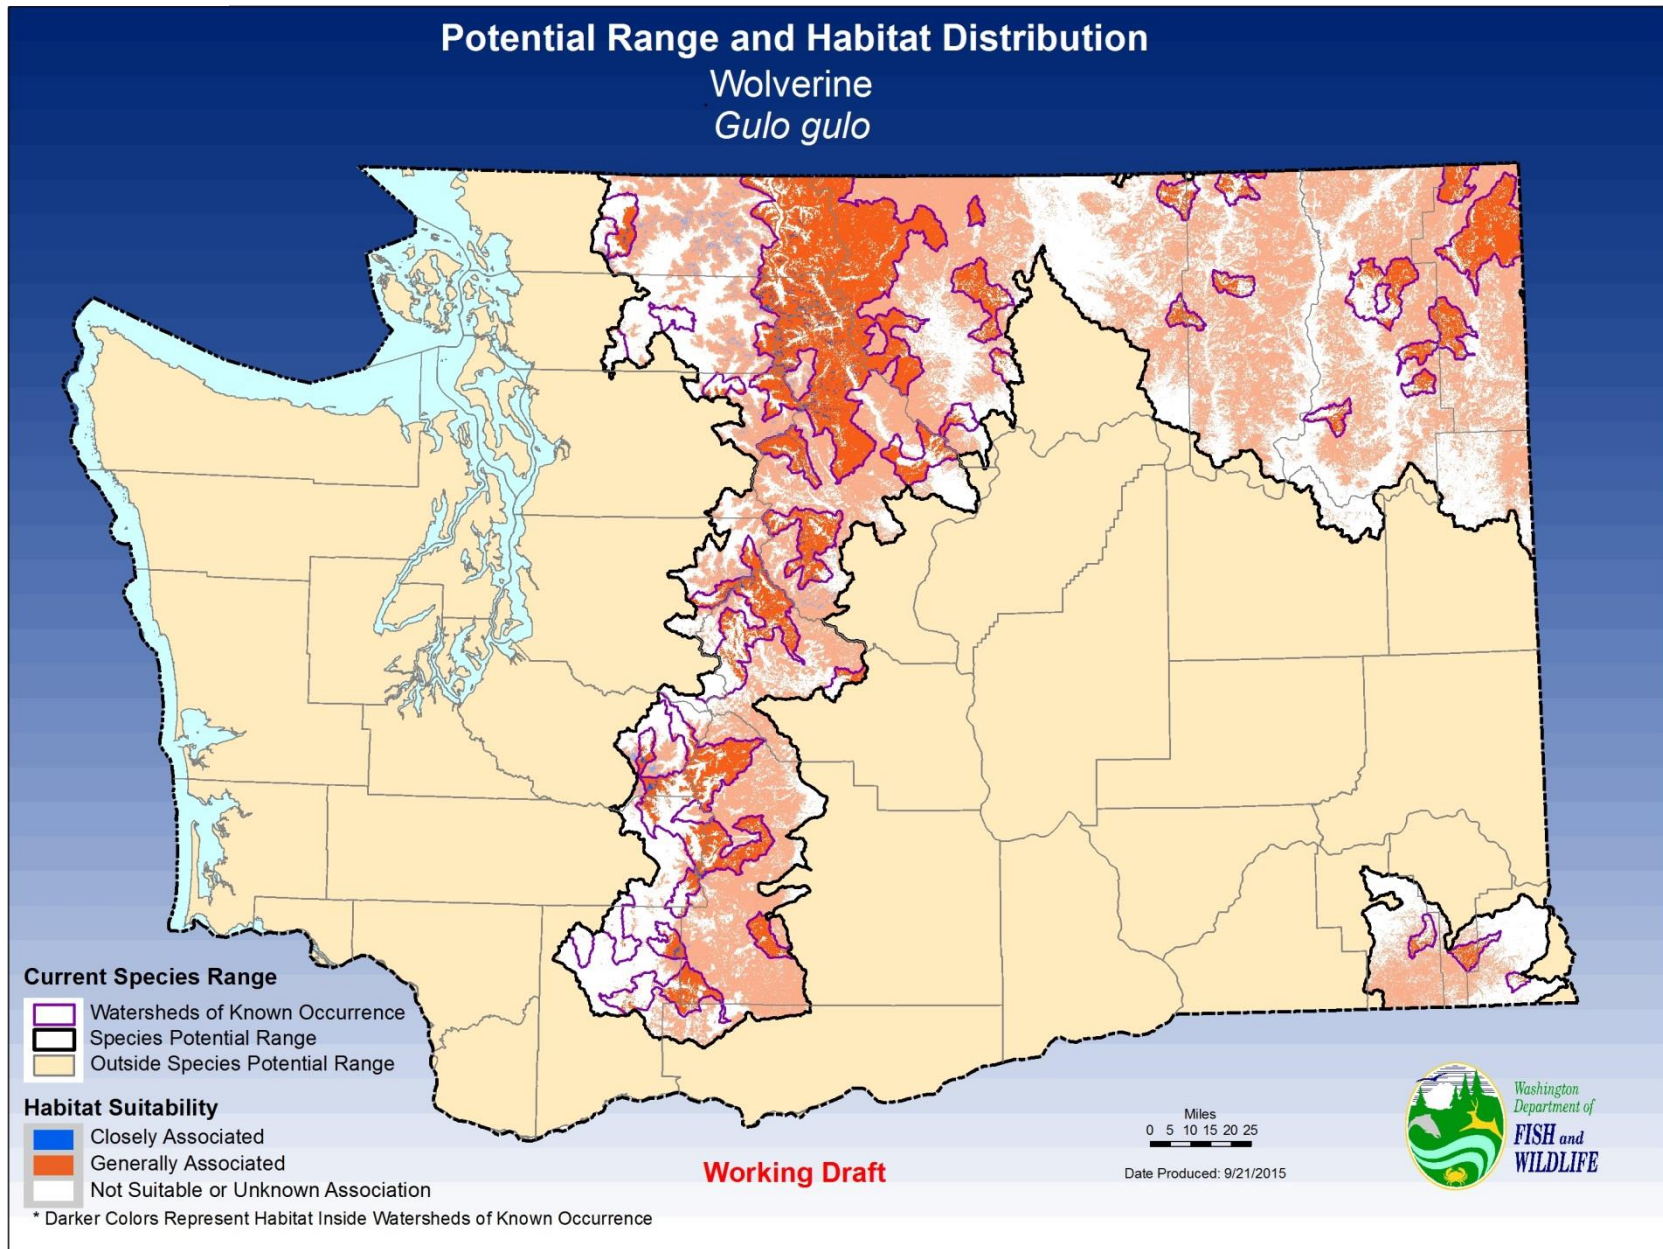 Potential Range and Habitat Distribution
Wolverine
Gulo gulo
Current Species Range
Watersheds of Known Occurrence
Species Potential Range
Outside Species Potential Range
Habitat Suitability
Closely Associated
Generally Associated
Not Suitable or Unknown Association
* Darker Colors Represent Habitat Inside Watersheds of Known Occurrence
Working Draft
Miles
0 5 10 15 20 25
Date Produced: 9/21/2015
Washington
Department of
FISH and
WILDLIFE